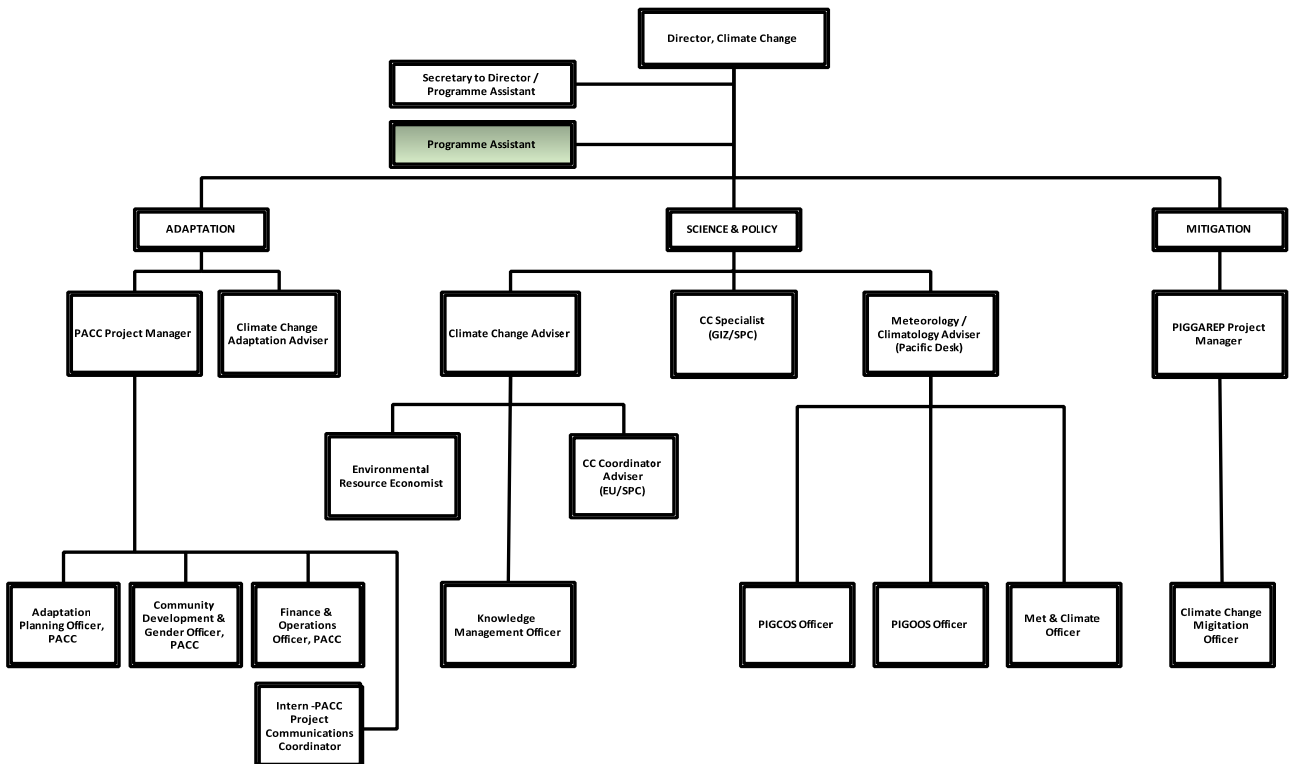 Director, Climate Change
Secretary to Director /
Programme Assistant
Programme Assistant
ADAPTATION
SCIENCE & POLICY
MITIGATION
PACC Project Manager
Climate Change
Adaptation Adviser
Climate Change Adviser
CC Specialist
(GIZ/SPC)
Meteorology /
Climatology Adviser
(Pacific Desk)
PIGGAREP Project
Manager
Environmental
Resource Economist
CC Coordinator
Adviser
(EU/SPC)
Adaptation
Planning Officer,
PACC
Community
Development &
Gender Officer,
PACC
Finance &
Operations
Officer, PACC
Knowledge
Management Officer
PIGCOS Officer
PIGOOS Officer
Met & Climate
Officer
Climate Change
Migitation
Officer
Intern -PACC
Project
Communications
Coordinator